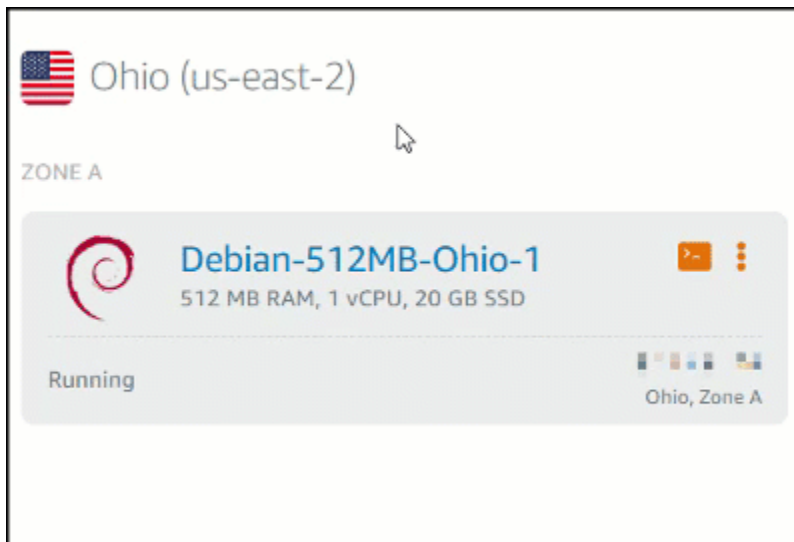 Ohio (us-east-2)
ZONE A
Debian-512MB-Ohio-1
512 MB RAM, 1 vCPU, 20 GB SSD
Running
Ohio, Zone A